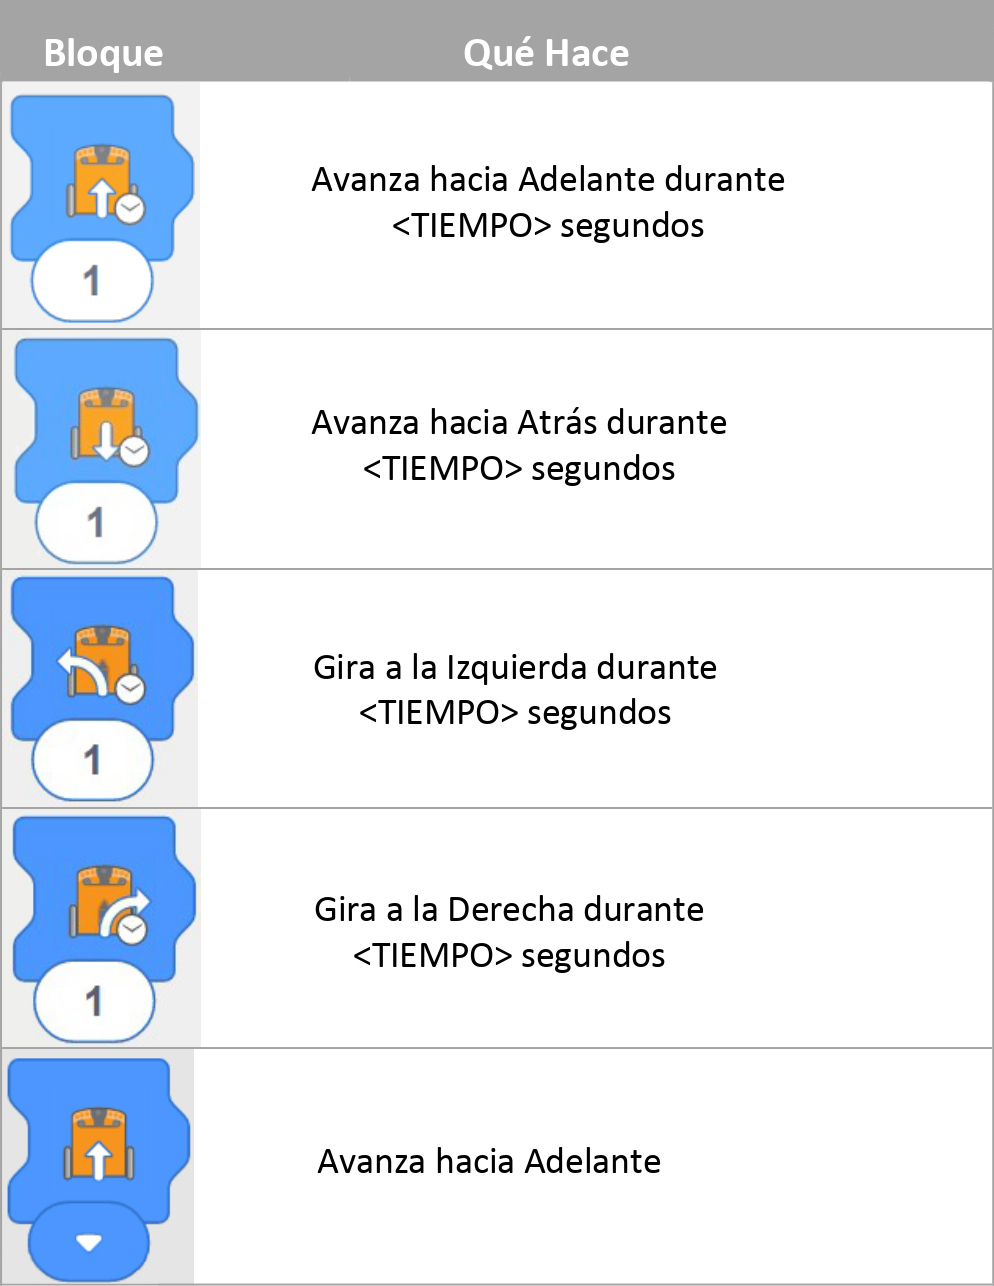 Bloque Qué Hace
Avanza hacia Adelante durante
<TIEMPO> segundos
1
Avanza hacia Atrás durante
<TIEMPO> segundos
1
Gira a la Izquierda durante
<TIEMPO> segundos
1
Gira a la Derecha durante
<TIEMPO> segundos
1
Avanza hacia Adelante